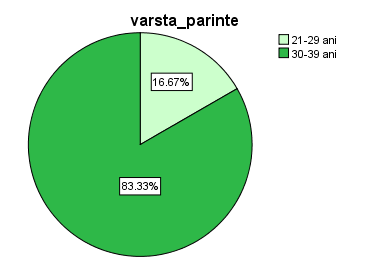 varsta_parinte
21-29 ani
30-39 ani
16.67%
83.33%